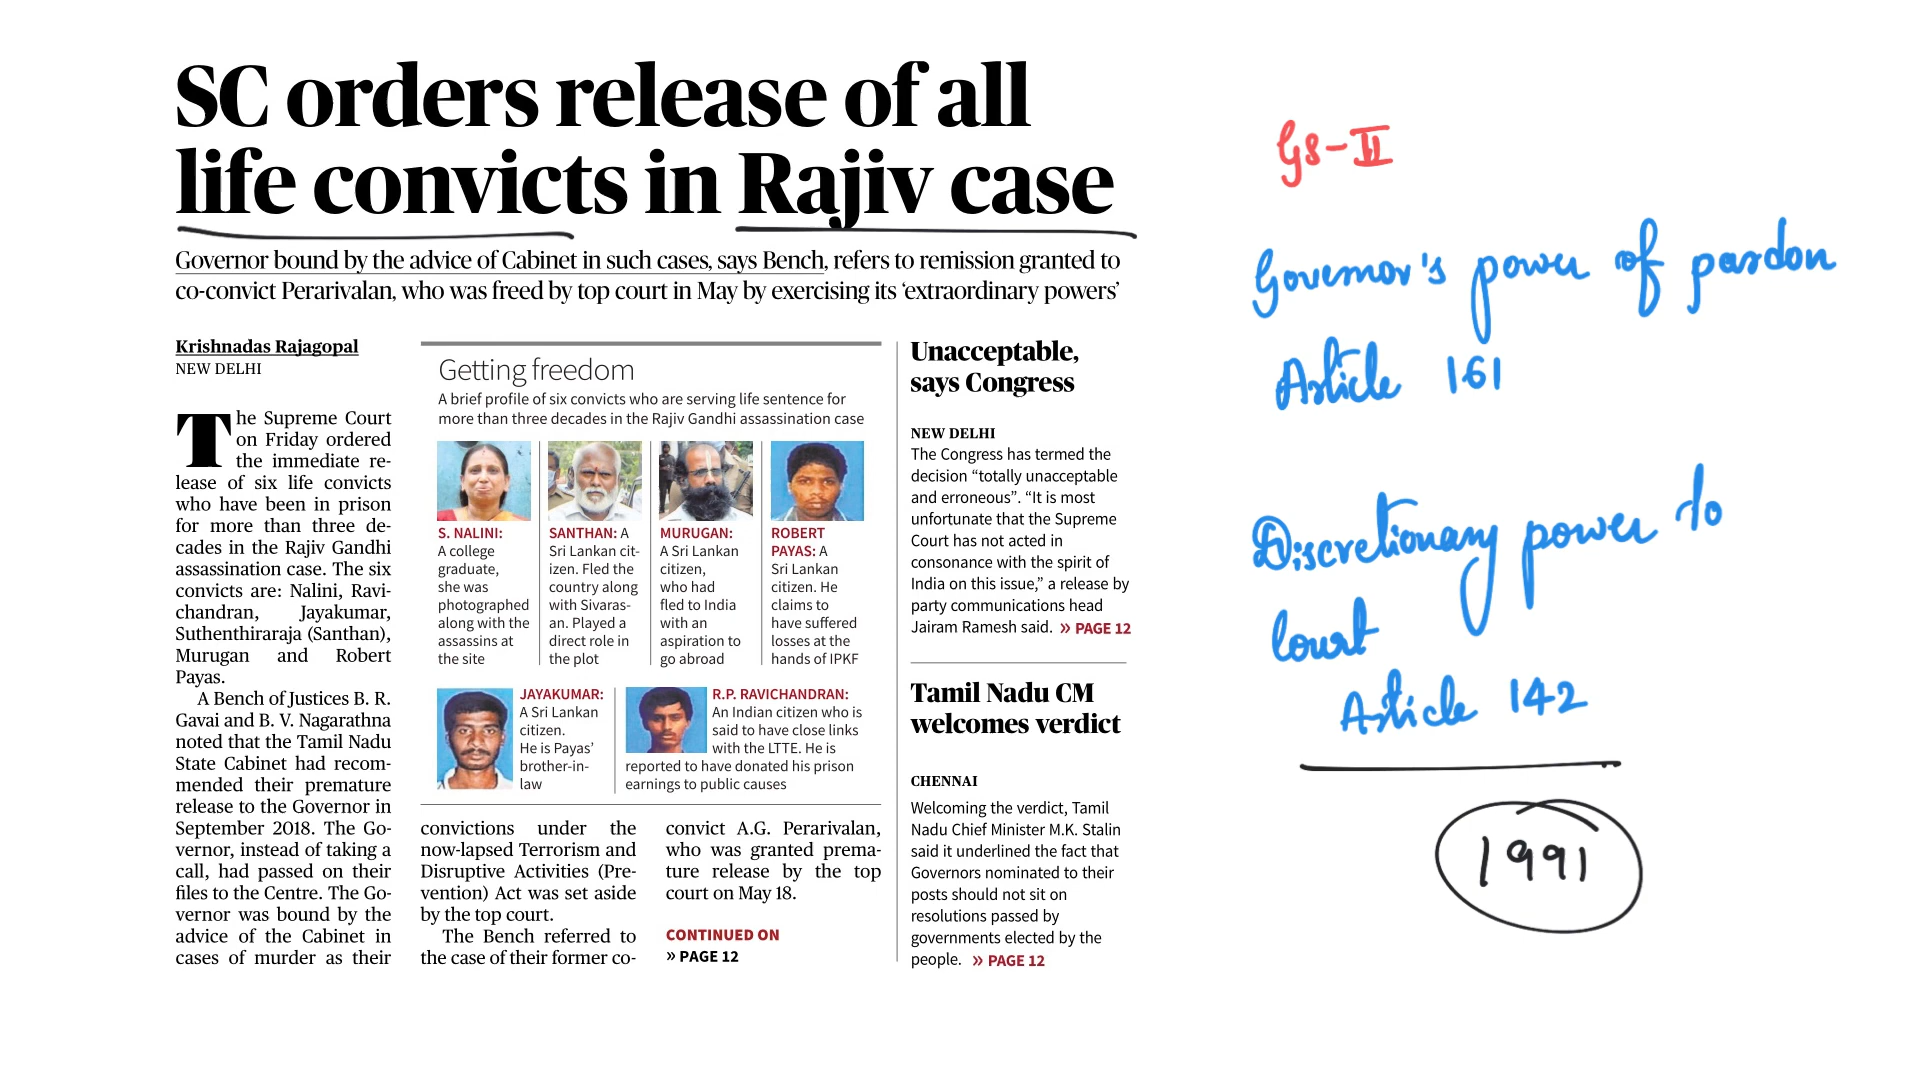 SC orders release of all
life convicts in Rajiv case
Governor bound by the advice of Cabinet in such cases, says Bench, refers to remission granted to
co-convict Perarivalan, who was freed by top court in May by exercising its ‘extraordinary powers’
Krishnadas Rajagopal
NEW DELHI
The Supreme Court
on Friday ordered
the immediate re-
lease of six life convicts
who have been in prison
for more than three de-
cades in the Rajiv Gandhi
assassination case. The six
convicts are: Nalini, Ravi-
chandran, Jayakumar,
Suthenthiraraja (Santhan),
Murugan and Robert
Payas.
A Bench of Justices B. R.
Gavai and B. V. Nagarathna
noted that the Tamil Nadu
State Cabinet had recom-
mended their premature
release to the Governor in
September 2018. The Go-
vernor, instead of taking a
call, had passed on their
files to the Centre. The Go-
vernor was bound by the
advice of the Cabinet in
cases of murder as their
Getting freedom
A brief profile of six convicts who are serving life sentence for
more than three decades in the Rajiv Gandhi assassination case
S. NALINI:
A college
graduate,
she was
photographed
along with the
assassins at
the site
SANTHAN: A
Sri Lankan cit-
izen. Fled the
country along
with Sivaras-
an. Played a
direct role in
the plot
MURUGAN:
A Sri Lankan
citizen,
who had
fled to India
with an
aspiration to
go abroad
ROBERT
PAYAS: A
Sri Lankan
citizen. He
claims to
have suffered
losses at the
hands of IPKF
JAYAKUMAR:
A Sri Lankan
citizen.
He is Payas’
brother-in-
law
R.P. RAVICHANDRAN:
An Indian citizen who is
said to have close links
with the LTTE. He is
reported to have donated his prison
earnings to public causes
convictions under the
now-lapsed Terrorism and
Disruptive Activities (Pre-
vention) Act was set aside
by the top court.
The Bench referred to
the case of their former co-
convict A.G. Perarivalan,
who was granted prema-
ture release by the top
court on May 18.
CONTINUED ON
» PAGE 12
Unacceptable,
says Congress
NEW DELHI
The Congress has termed the
decision “totally unacceptable
and erroneous”. “It is most
unfortunate that the Supreme
Court has not acted in
consonance with the spirit of
India on this issue,” a release by
party communications head
Jairam Ramesh said. » PAGE 12
Tamil Nadu CM
welcomes verdict
CHENNAI
Welcoming the verdict, Tamil
Nadu Chief Minister M.K. Stalin
said it underlined the fact that
Governors nominated to their
posts should not sit on
resolutions passed by
governments elected by the
people. » PAGE 12
GS-II
Governor's power of pardon
Article 161
Discretionary power to
Court
Article 142
1991